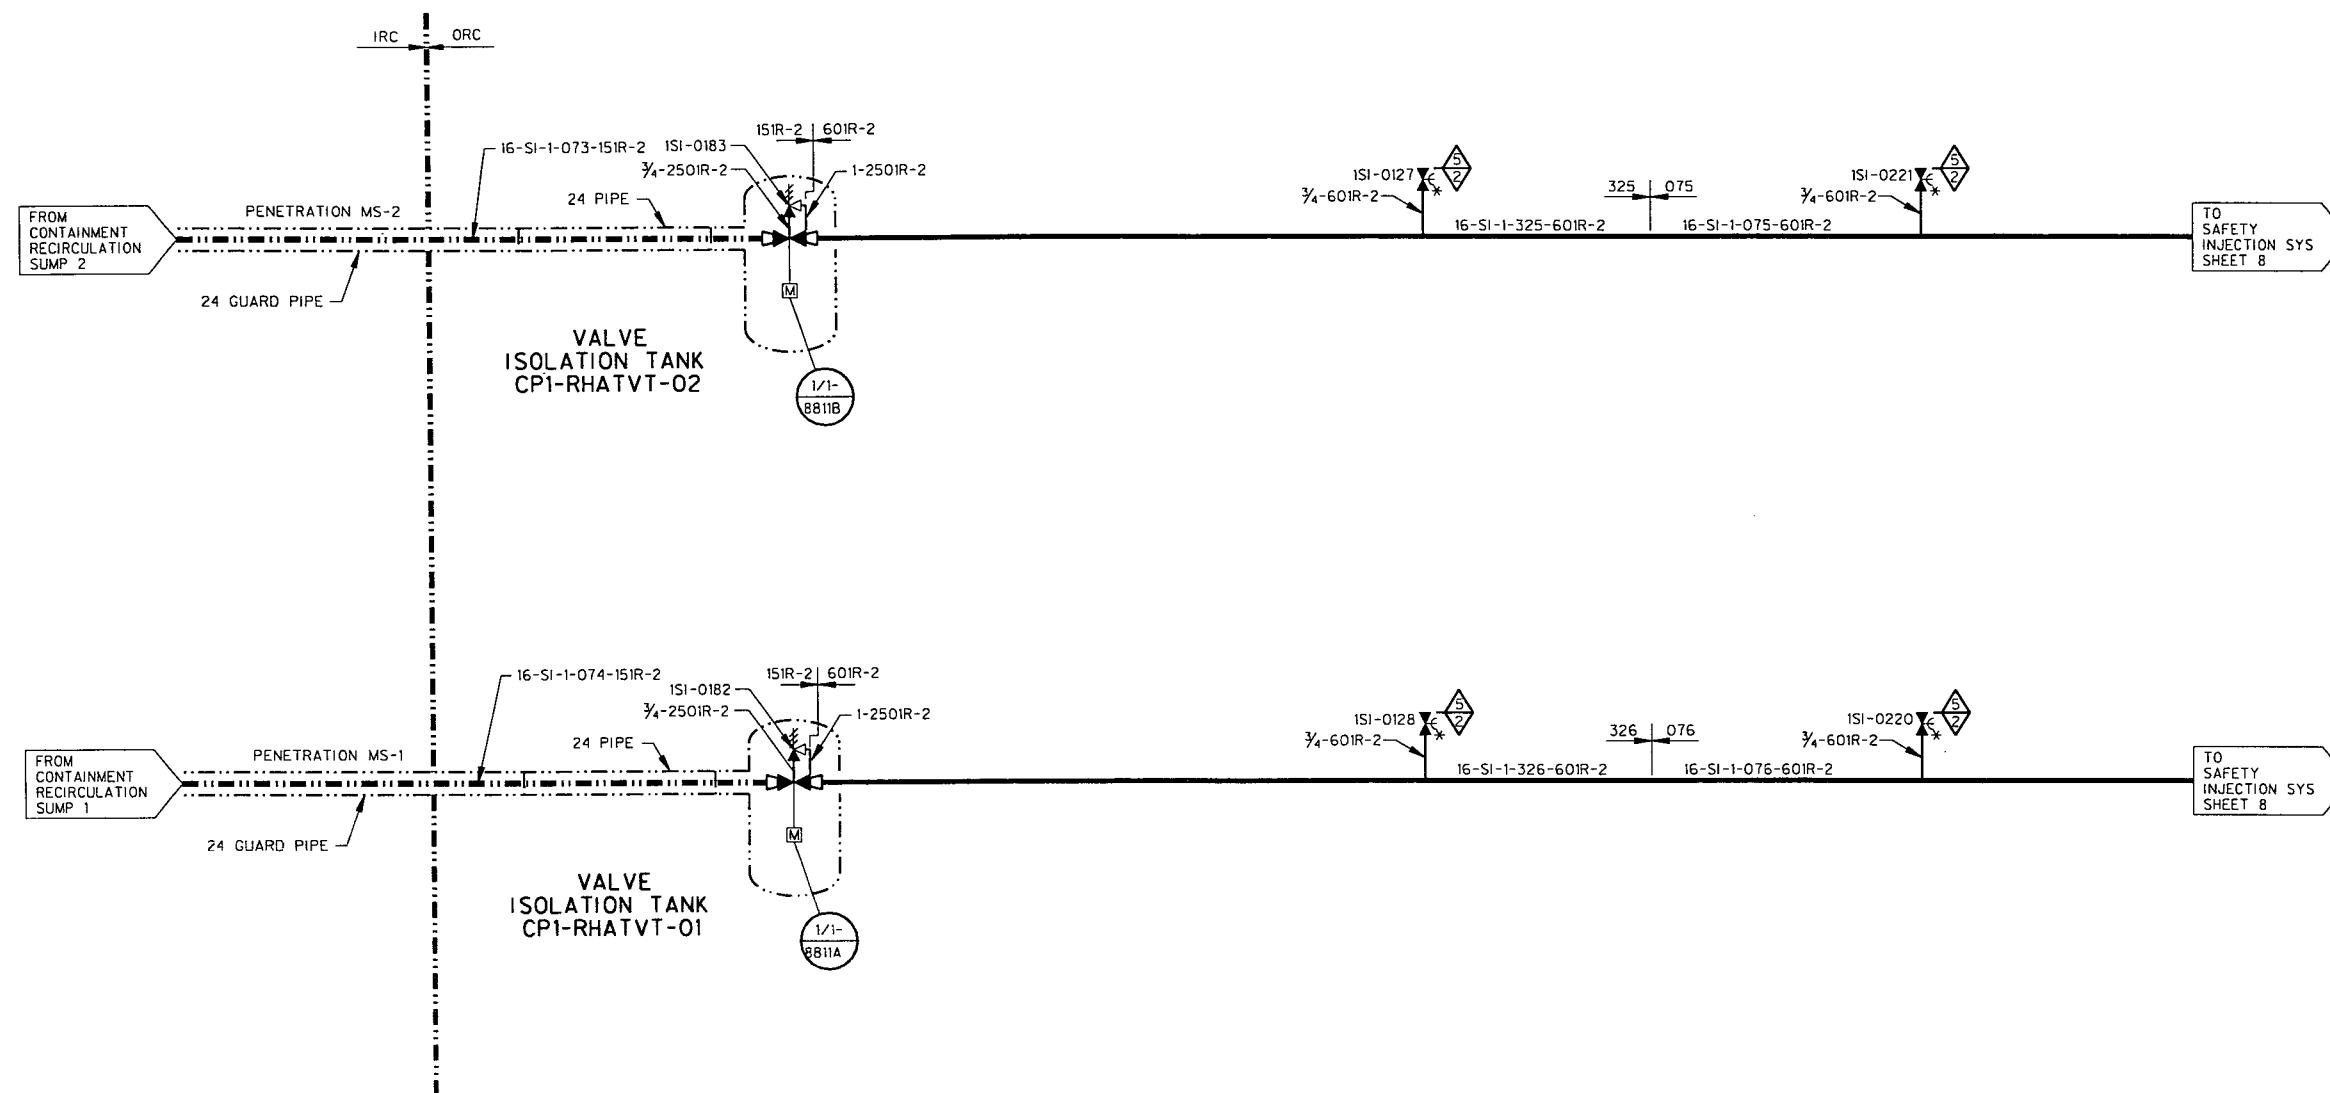 IRC ORC
151R-2 601R-2
16-SI-1-073-151R-2
1SI-0183
3/4-2501R-2
1-2501R-2
24 PIPE
PENETRATION MS-2
FROM
CONTAINMENT
RECIRCULATION
SUMP 2
24 GUARD PIPE
M
VALVE
ISOLATION TANK
CP1-RHATVT-02
1/1-
8811B
1SI-0127
5
2
3/4-601R-2
325 075
16-SI-1-325-601R-2
16-SI-1-075-601R-2
1SI-0221
5
2
3/4-601R-2
TO
SAFETY
INJECTION SYS
SHEET 8
151R-2 601R-2
16-SI-1-074-151R-2
1SI-0182
3/4-2501R-2
1-2501R-2
24 PIPE
PENETRATION MS-1
FROM
CONTAINMENT
RECIRCULATION
SUMP 1
24 GUARD PIPE
M
VALVE
ISOLATION TANK
CP1-RHATVT-01
1/1-
8811A
1SI-0128
5
2
3/4-601R-2
326 076
16-SI-1-326-601R-2
16-SI-1-076-601R-2
1SI-0220
5
2
3/4-601R-2
TO
SAFETY
INJECTION SYS
SHEET 8